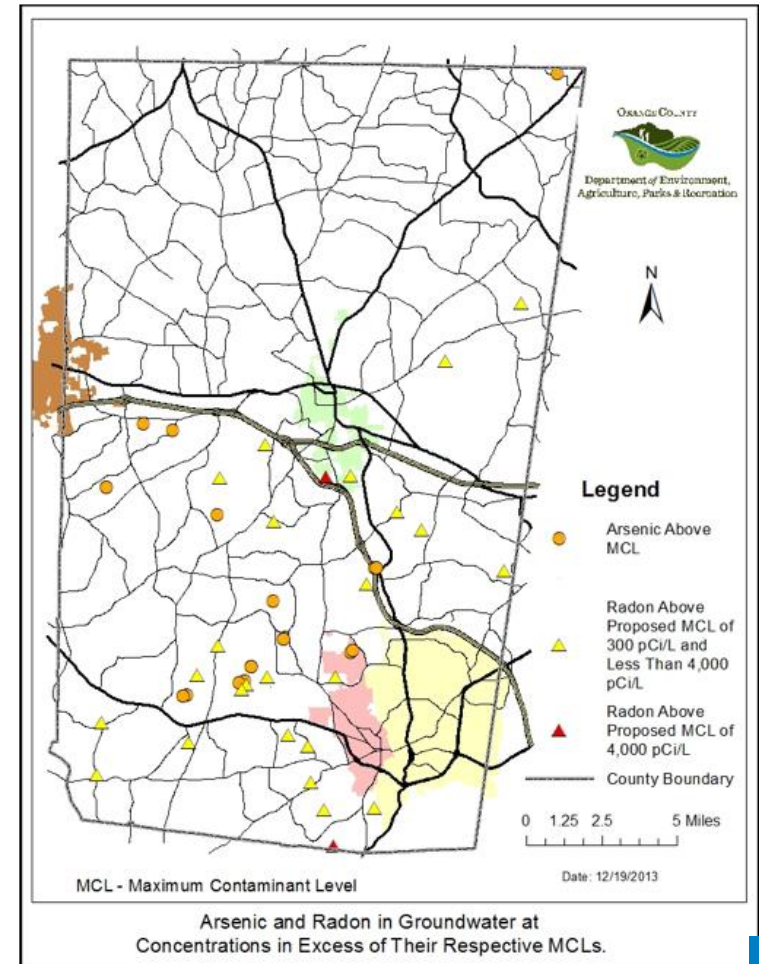 ORANGE COUNTY
Department of Environment,
Agriculture, Parks & Recreation
N
Legend
Arsenic Above
MCL
Radon Above
Proposed MCL of
300 pCi/L and
Less Than 4,000
pCi/L
Radon Above
Proposed MCL of
4,000 pCi/L
County Boundary
0 1.25 2.5 5 Miles
Date: 12/19/2013
MCL - Maximum Contaminant Level
Arsenic and Radon in Groundwater at
Concentrations in Excess of Their Respective MCLs.